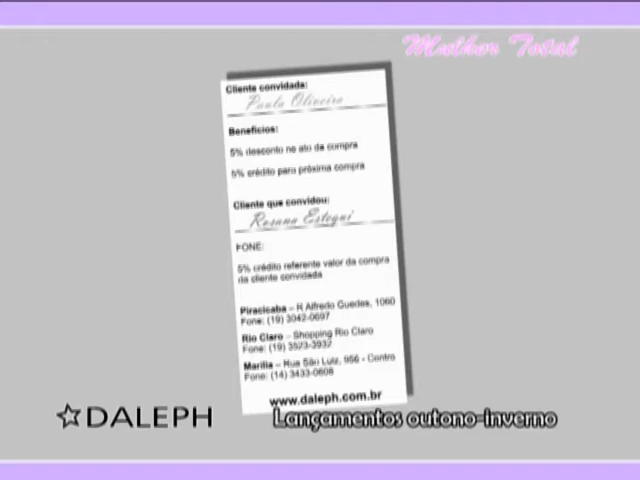 Mulher Total
Cliente convidada:
Paula Oliveira
Benefícios:
5% desconto no ato da compra
5% crédito para próxima compra
Cliente que convidou:
Rosana Estegui
FONE:
5% crédito referente valor da compra
da cliente convidada
Piracicaba – R Alfredo Guedes, 1060
Fone: (19) 3042-0697
Rio Claro – Shopping Rio Claro
Fone: (19) 3523-3932
Marília – Rua São Luiz, 956 - Centro
Fone: (14) 3433-0608
www.daleph.com.br
DALEPH
Lançamentos outono-inverno